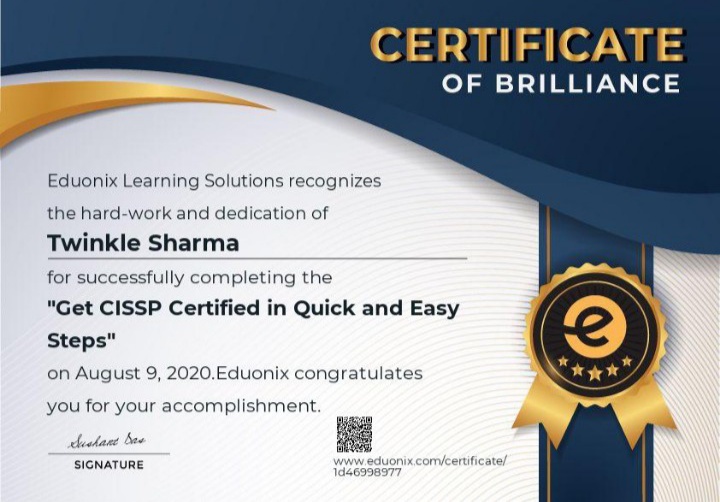 CERTIFICATE
OF BRILLIANCE
Eduonix Learning Solutions recognizes
the hard-work and dedication of
Twinkle Sharma
for successfully completing the
"Get CISSP Certified in Quick and Easy
Steps"
on August 9, 2020.Eduonix congratulates
you for your accomplishment.
Sushant Das
SIGNATURE
www.eduonix.com/certificate/
1d46998977